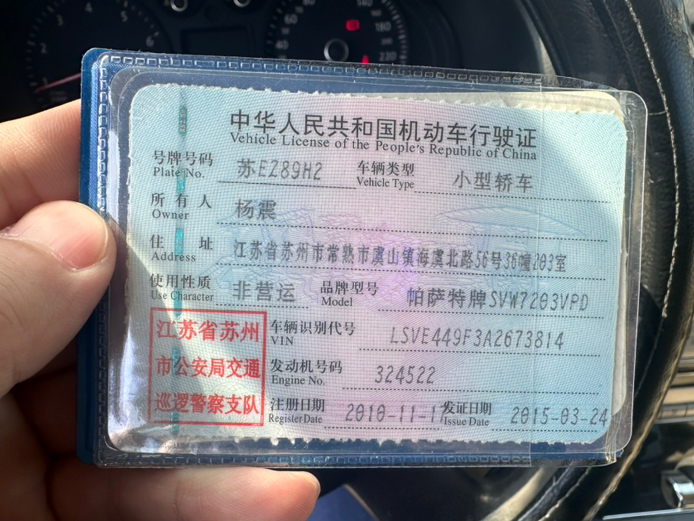 中华人民共和国机动车行驶证
Vehicle License of the People's Republic of China
号牌号码 苏EZ89H2 车辆类型 小型轿车
Plate No. Vehicle Type
所有人 杨震
Owner
住址 江苏省苏州市常熟市虞山镇海虞北路56号36幢203室
Address
使用性质 非营运 品牌型号 帕萨特牌SVW7203VPD
Use Character Model
江苏省苏州 车辆识别代号 LSVE449F3A2673814
VIN
市公安局交通 发动机号码 324522
Engine No.
巡逻警察支队 注册日期 发证日期 2015-03-24
Register Date Issue Date